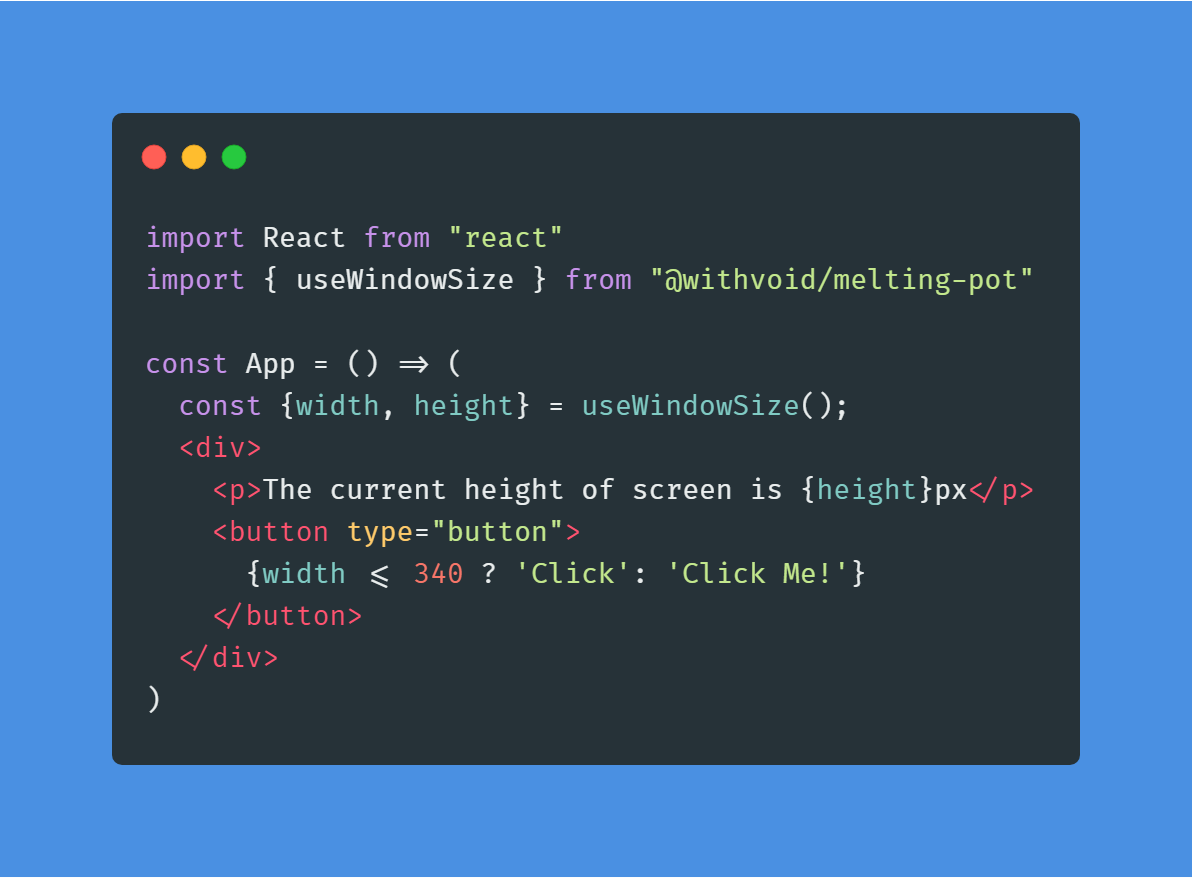 import React from "react"
import { useWindowSize } from "@withvoid/melting-pot"
const App = () => (
  const {width, height} = useWindowSize();
  <div>
    <p>The current height of screen is {height}px</p>
    <button type="button">
      {width <= 340 ? 'Click': 'Click Me!'}
    </button>
  </div>
)